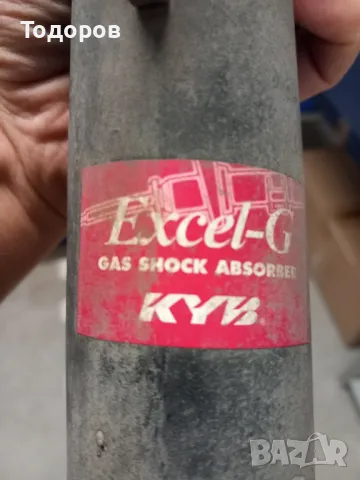 Тодоров
Excel-G
GAS SHOCK ABSORBER
KYB®
BAZAR